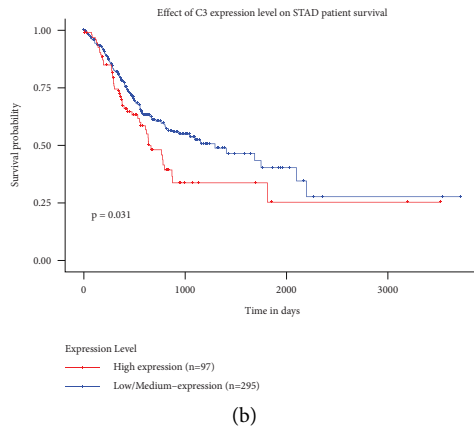 Effect of C3 expression level on STAD patient survival
Survival probability
1.00
0.75
0.50
0.25
0.00
p = 0.031
0 1000 2000 3000
Time in days
Expression Level
High expression (n=97)
Low/Medium−expression (n=295)
(b)